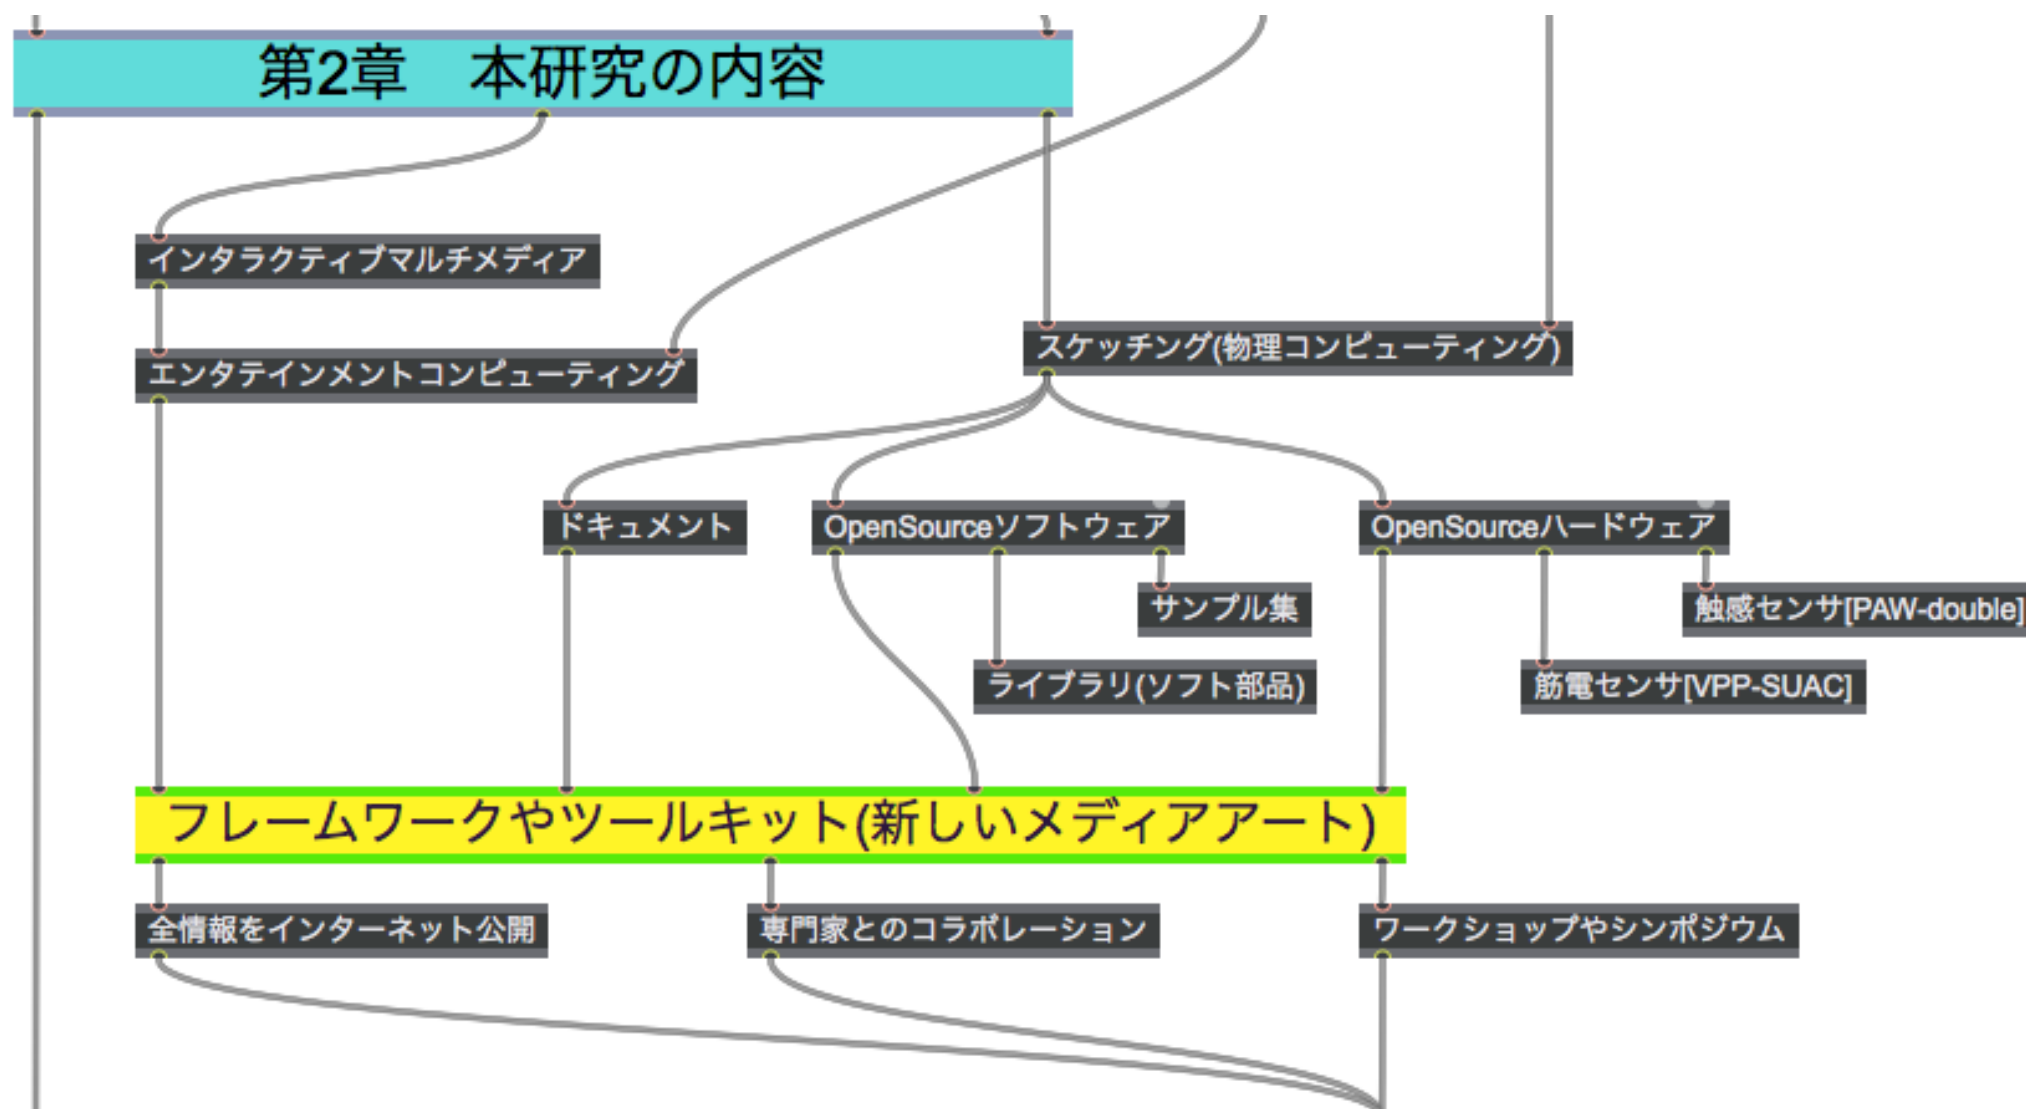 第2章　本研究の内容
インタラクティブマルチメディア
スケッチング(物理コンピューティング)
エンタテインメントコンピューティング
ドキュメント
OpenSourceソフトウェア
OpenSourceハードウェア
サンプル集
触感センサ[PAW-double]
ライブラリ(ソフト部品)
筋電センサ[VPP-SUAC]
フレームワークやツールキット(新しいメディアアート)
全情報をインターネット公開
専門家とのコラボレーション
ワークショップやシンポジウム